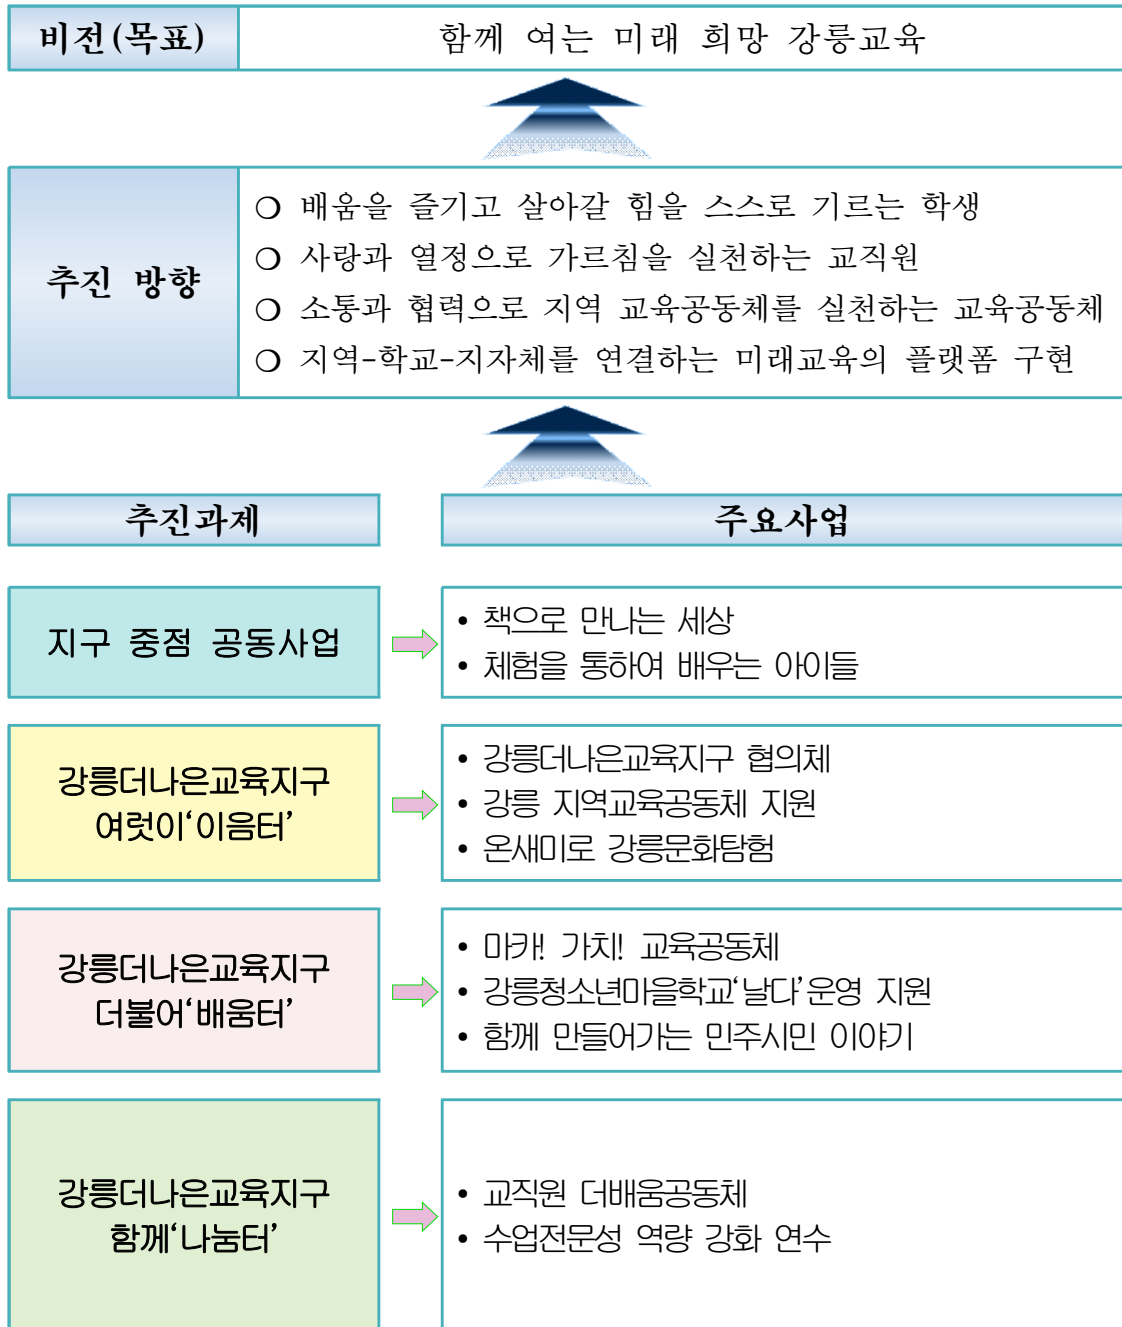 비전(목표)
함께 여는 미래 희망 강릉교육
추진 방향
❍ 배움을 즐기고 살아갈 힘을 스스로 기르는 학생
❍ 사랑과 열정으로 가르침을 실천하는 교직원
❍ 소통과 협력으로 지역 교육공동체를 실천하는 교육공동체
❍ 지역-학교-지자체를 연결하는 미래교육의 플랫폼 구현
추진과제
주요사업
지구 중점 공동사업
• 책으로 만나는 세상
• 체험을 통하여 배우는 아이들
강릉더나은교육지구
여럿이‘이음터’
• 강릉더나은교육지구 협의체
• 강릉 지역교육공동체 지원
• 온새미로 강릉문화탐험
강릉더나은교육지구
더불어‘배움터’
• 마카! 가치! 교육공동체
• 강릉청소년마을학교‘날다’운영 지원
• 함께 만들어가는 민주시민 이야기
강릉더나은교육지구
함께‘나눔터’
• 교직원 더배움공동체
• 수업전문성 역량 강화 연수